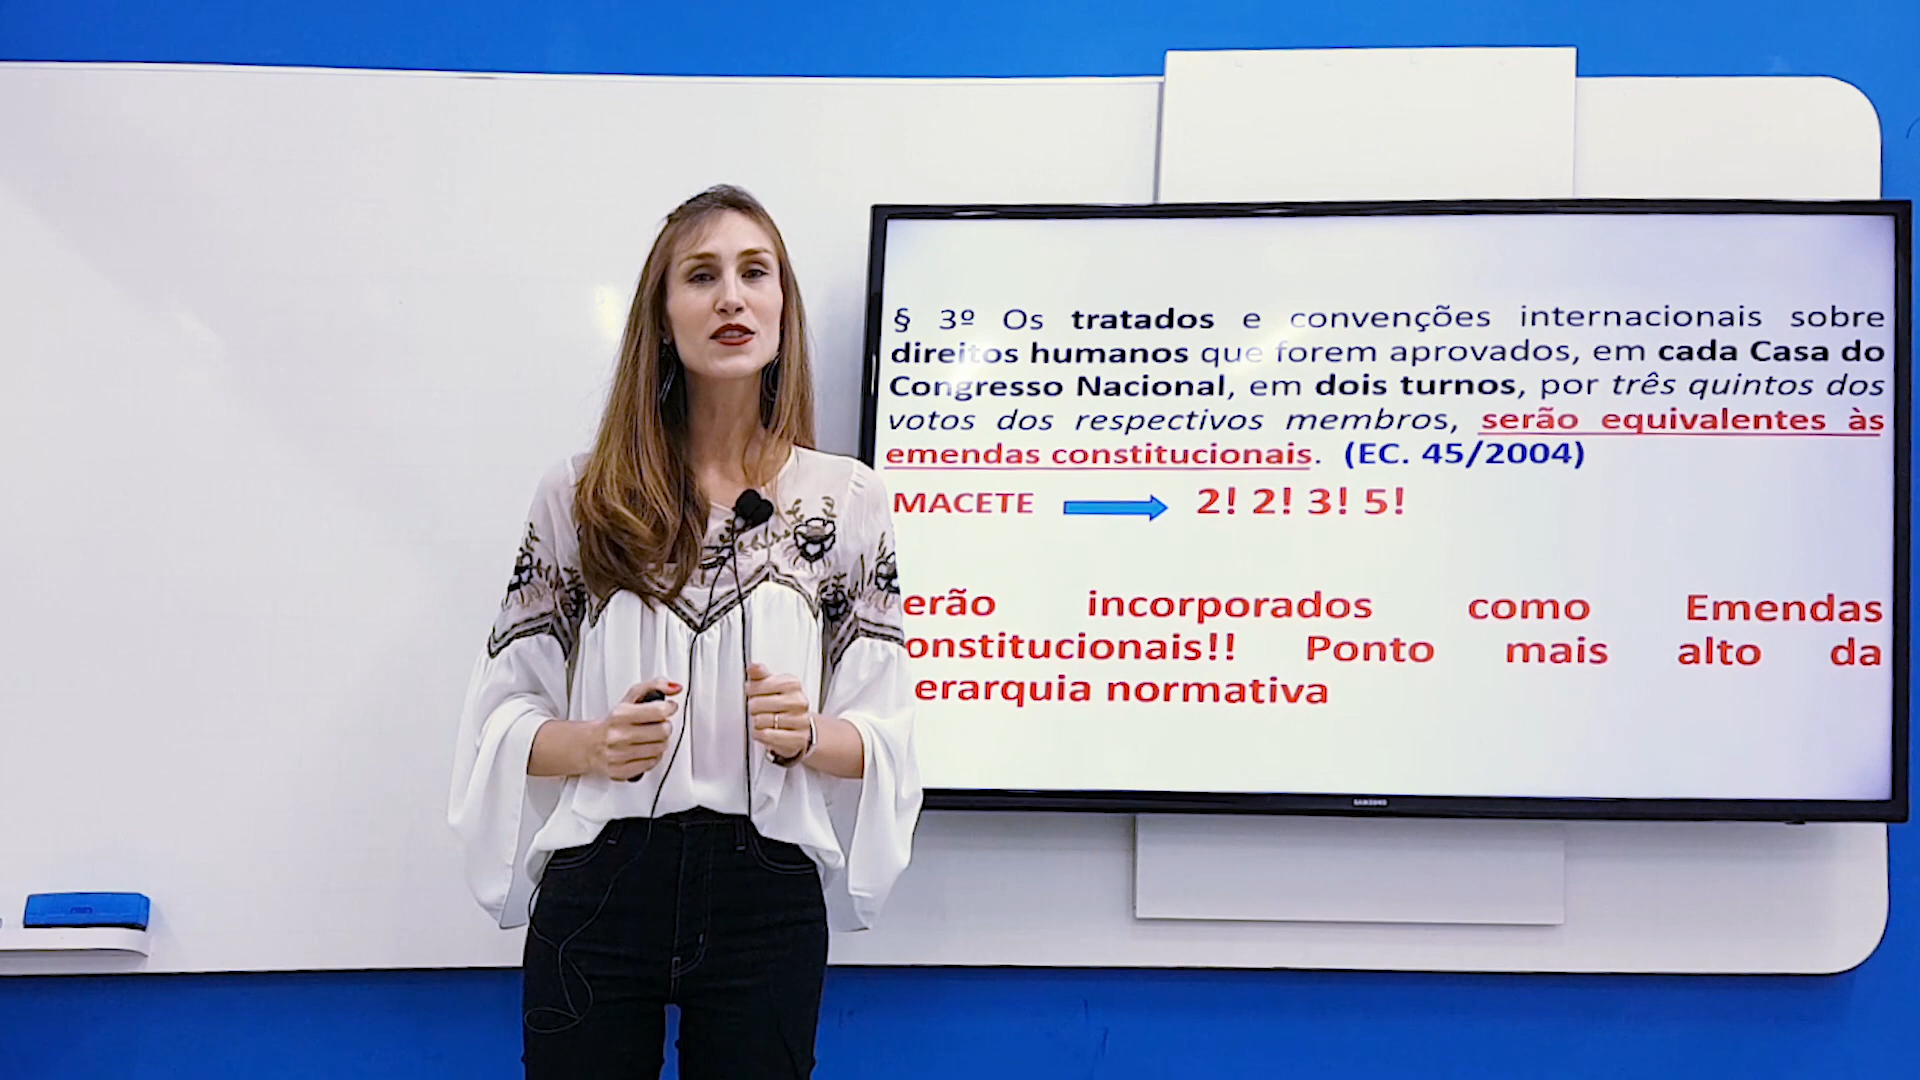 § 3º Os tratados e convenções internacionais sobre
direitos humanos que forem aprovados, em cada Casa do
Congresso Nacional, em dois turnos, por três quintos dos
votos dos respectivos membros, serão equivalentes às
emendas constitucionais. (EC. 45/2004)
MACETE 2! 2! 3! 5!
erão incorporados como Emendas
onstitucionais!! Ponto mais alto da
erarquia normativa
SAMSUNG